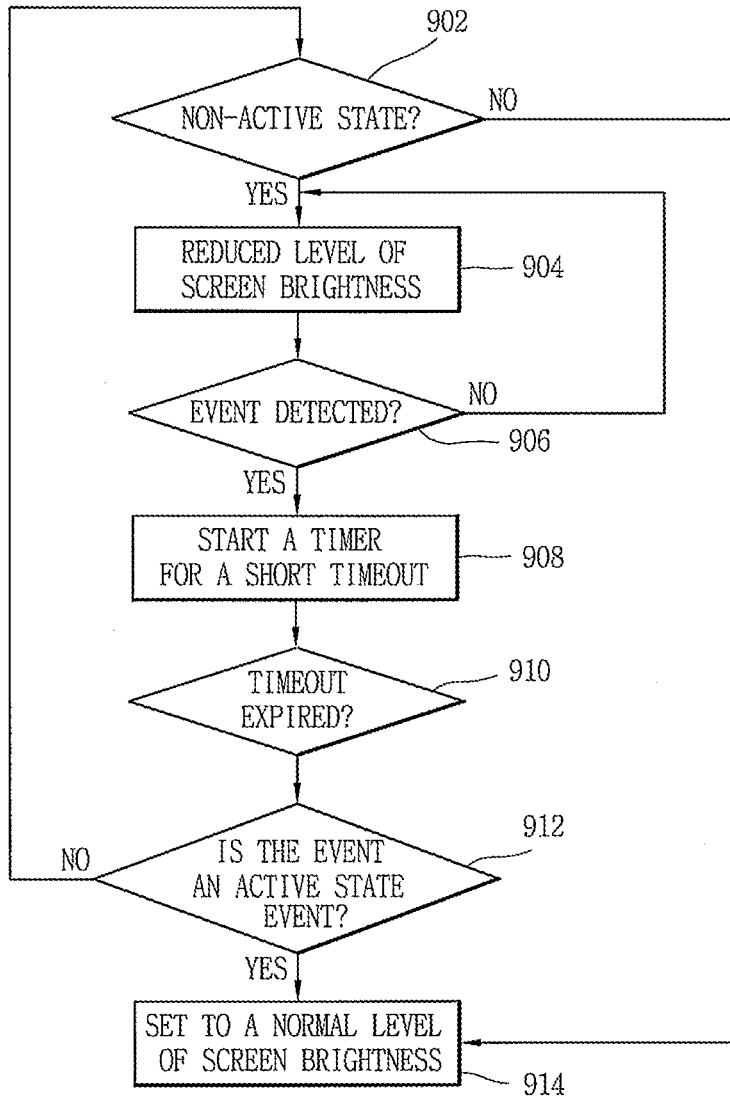 902
NON-ACTIVE STATE?
NO
YES
REDUCED LEVEL OF
SCREEN BRIGHTNESS
904
EVENT DETECTED?
NO
906
YES
START A TIMER
FOR A SHORT TIMEOUT
908
TIMEOUT
EXPIRED?
910
912
IS THE EVENT
AN ACTIVE STATE
EVENT?
NO
YES
SET TO A NORMAL LEVEL
OF SCREEN BRIGHTNESS
914